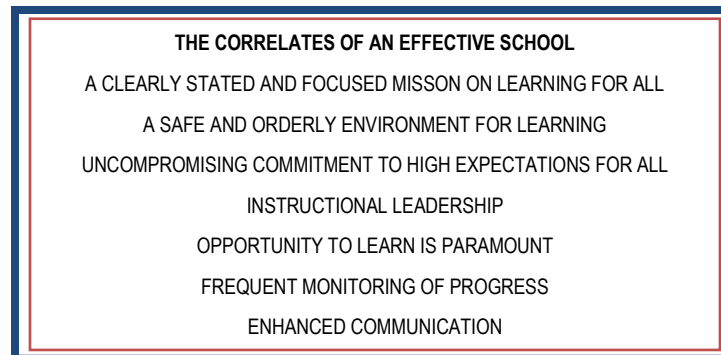 THE CORRELATES OF AN EFFECTIVE SCHOOL
A CLEARLY STATED AND FOCUSED MISSON ON LEARNING FOR ALL
A SAFE AND ORDERLY ENVIRONMENT FOR LEARNING
UNCOMPROMISING COMMITMENT TO HIGH EXPECTATIONS FOR ALL
INSTRUCTIONAL LEADERSHIP
OPPORTUNITY TO LEARN IS PARAMOUNT
FREQUENT MONITORING OF PROGRESS
ENHANCED COMMUNICATION